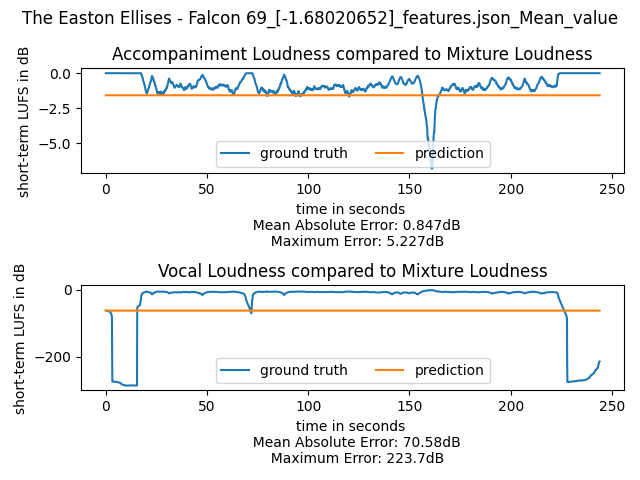 The Easton Ellises - Falcon 69_[-1.68020652]_features.json_Mean_value
Accompaniment Loudness compared to Mixture Loudness
short-term LUFS in dB
0.0
−2.5
−5.0
ground truth
prediction
0 50 100 150 200 250
time in seconds
Mean Absolute Error: 0.847dB
Maximum Error: 5.227dB
Vocal Loudness compared to Mixture Loudness
short-term LUFS in dB
0
−200
ground truth
prediction
0 50 100 150 200 250
time in seconds
Mean Absolute Error: 70.58dB
Maximum Error: 223.7dB